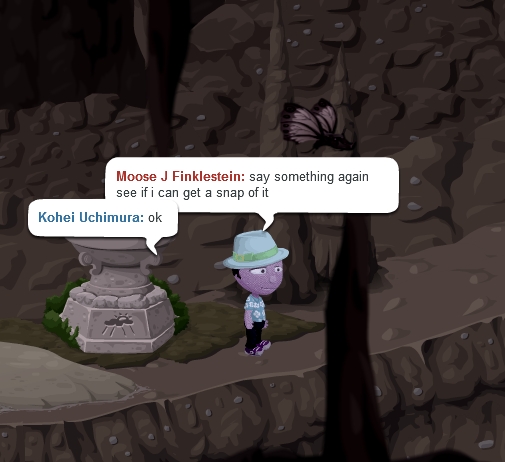 Moose J Finklestein: say something again
see if i can get a snap of it
Kohei Uchimura: ok